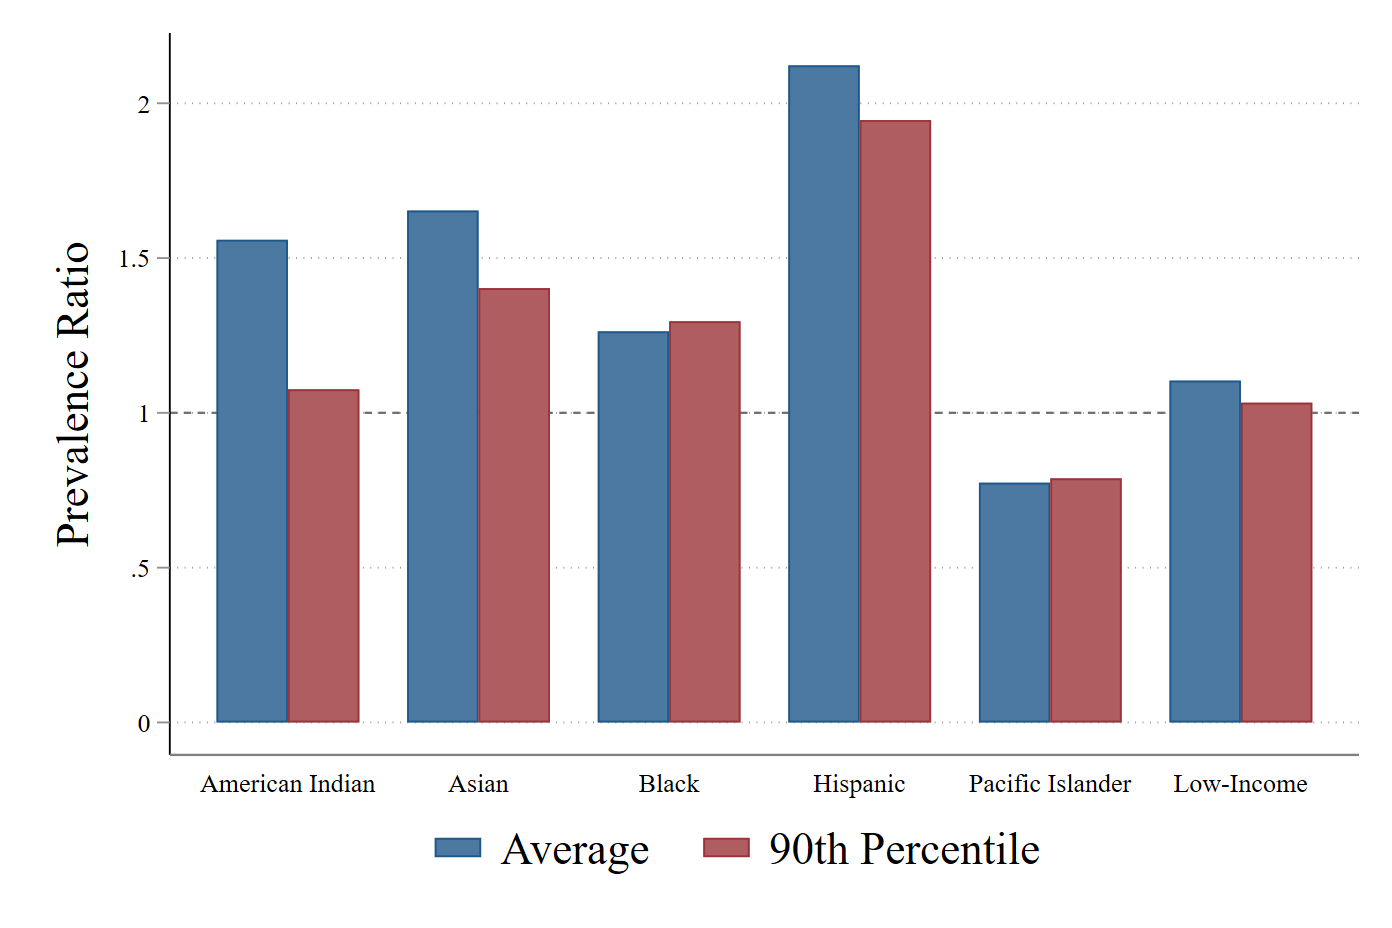 Prevalence Ratio
2
1.5
1
.5
0
American Indian Asian Black Hispanic Pacific Islander Low-Income
Average 90th Percentile